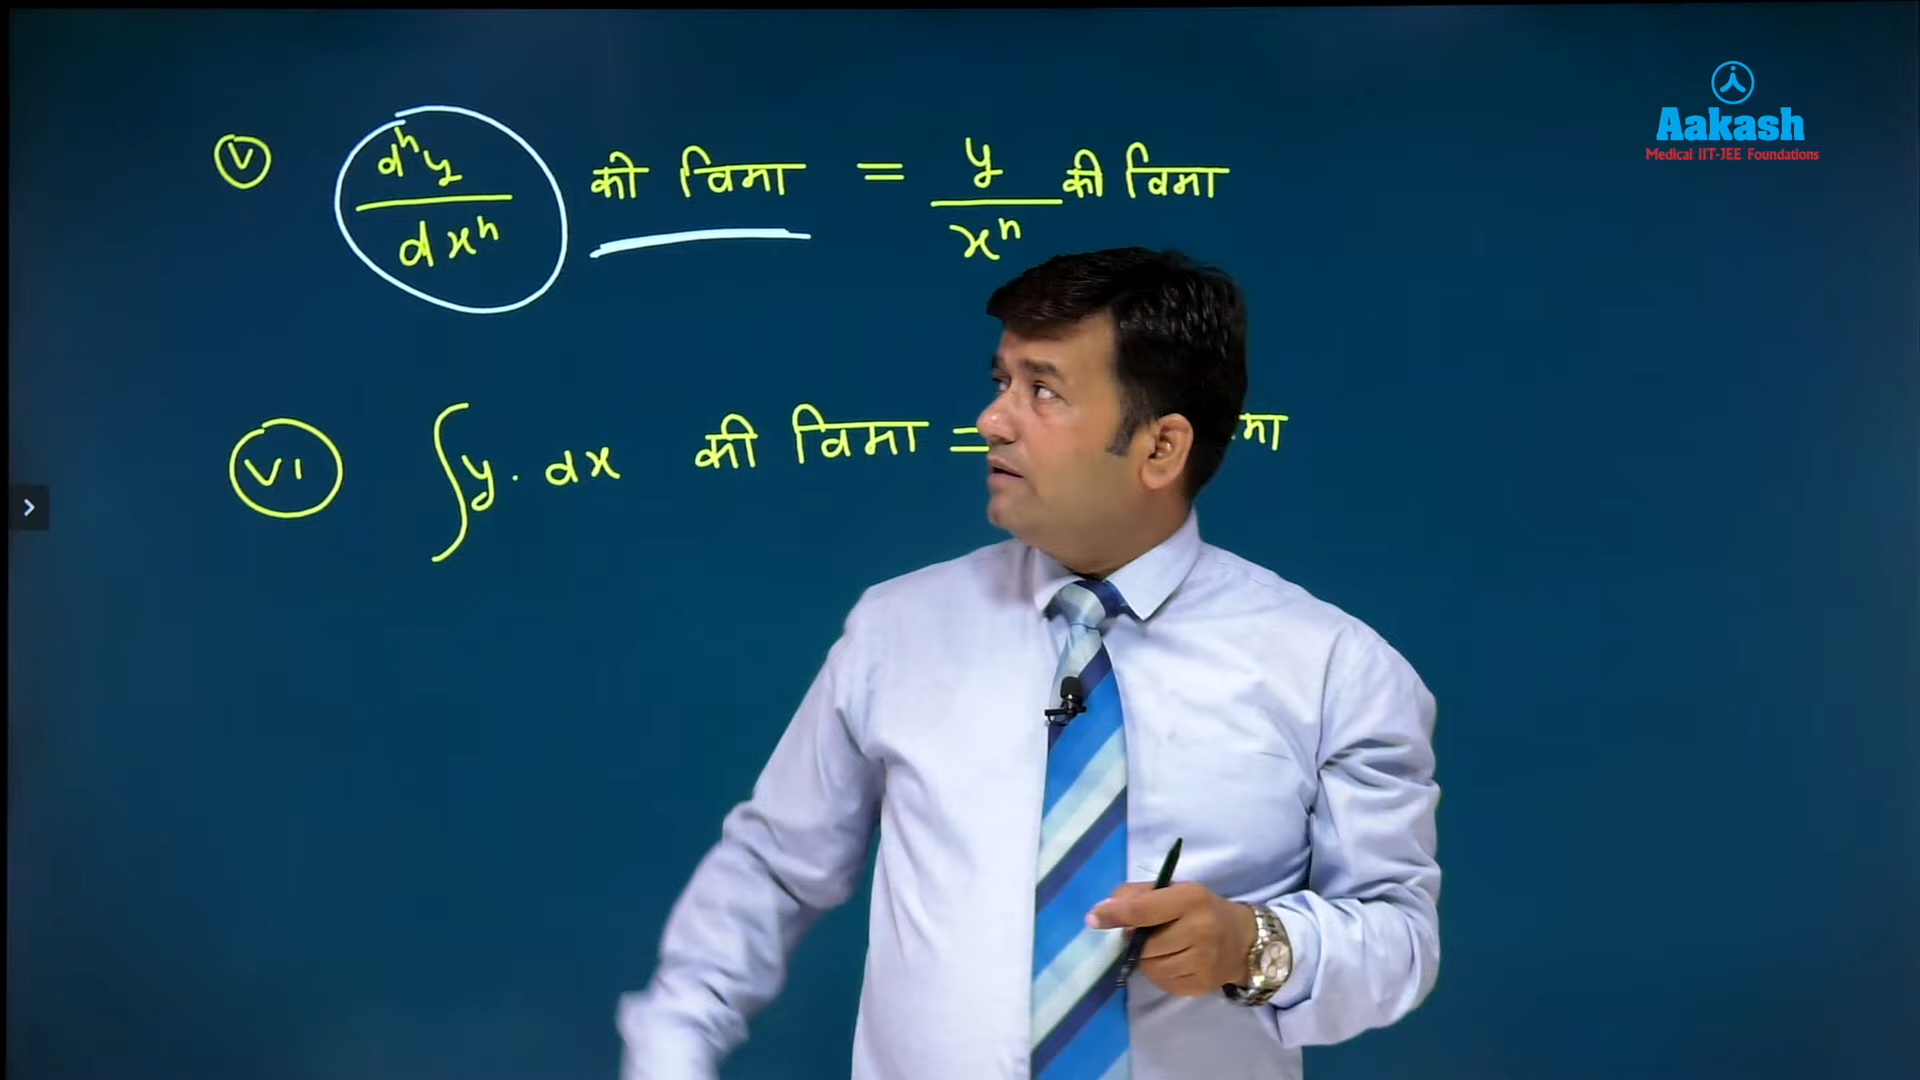 Aakash
Medical IIT-JEE Foundations
(v) dⁿy/dxⁿ की विमा = y/xⁿ की विमा
(vi) ∫y. dx की विमा =